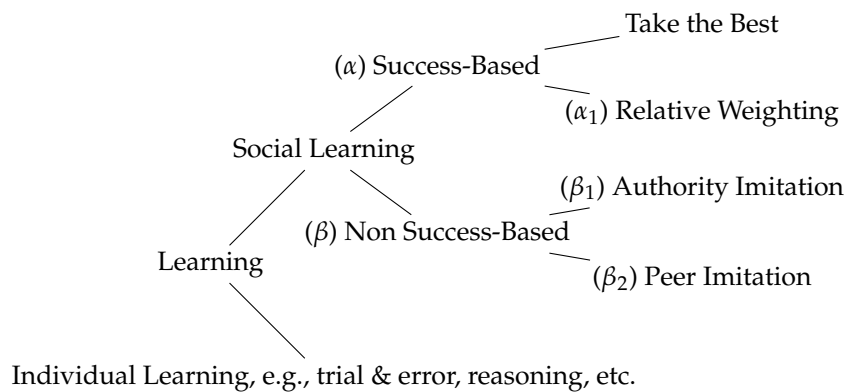 Take the Best
(α) Success-Based
(α₁) Relative Weighting
Social Learning
(β₁) Authority Imitation
(β) Non Success-Based
Learning
(β₂) Peer Imitation
Individual Learning, e.g., trial & error, reasoning, etc.